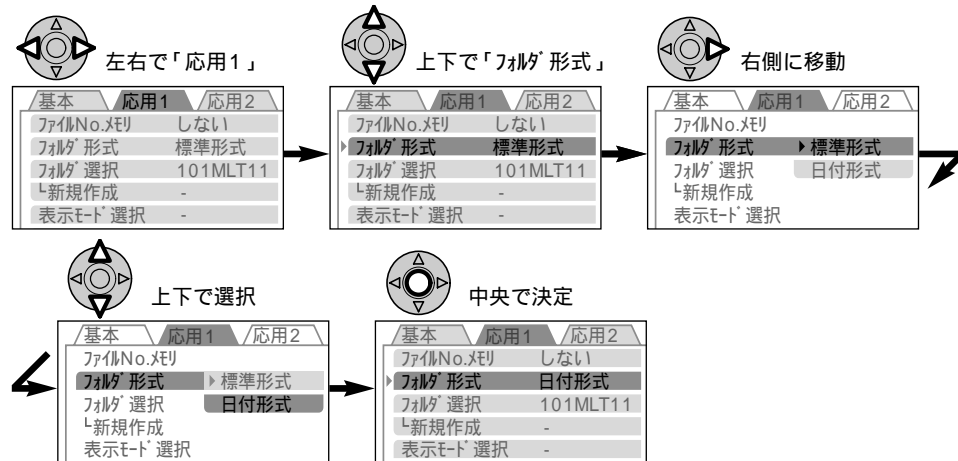 左右で「応用1」
基本 応用1 応用2
ﾌｧｲﾙNo.ﾒﾓﾘ しない
ﾌｫﾙﾀﾞ形式 標準形式
ﾌｫﾙﾀﾞ選択 101MLT11
└新規作成 -
表示ﾓｰﾄﾞ選択 -
上下で「ﾌｫﾙﾀﾞ形式」
基本 応用1 応用2
ﾌｧｲﾙNo.ﾒﾓﾘ しない
ﾌｫﾙﾀﾞ形式 標準形式
ﾌｫﾙﾀﾞ選択 101MLT11
└新規作成 -
表示ﾓｰﾄﾞ選択 -
右側に移動
基本 応用1 応用2
ﾌｧｲﾙNo.ﾒﾓﾘ
ﾌｫﾙﾀﾞ形式 標準形式
ﾌｫﾙﾀﾞ選択 日付形式
└新規作成
表示ﾓｰﾄﾞ選択
上下で選択
基本 応用1 応用2
ﾌｧｲﾙNo.ﾒﾓﾘ
ﾌｫﾙﾀﾞ形式 標準形式
ﾌｫﾙﾀﾞ選択 日付形式
└新規作成
表示ﾓｰﾄﾞ選択
中央で決定
基本 応用1 応用2
ﾌｧｲﾙNo.ﾒﾓﾘ しない
ﾌｫﾙﾀﾞ形式 日付形式
ﾌｫﾙﾀﾞ選択 101MLT11
└新規作成 -
表示ﾓｰﾄﾞ選択 -